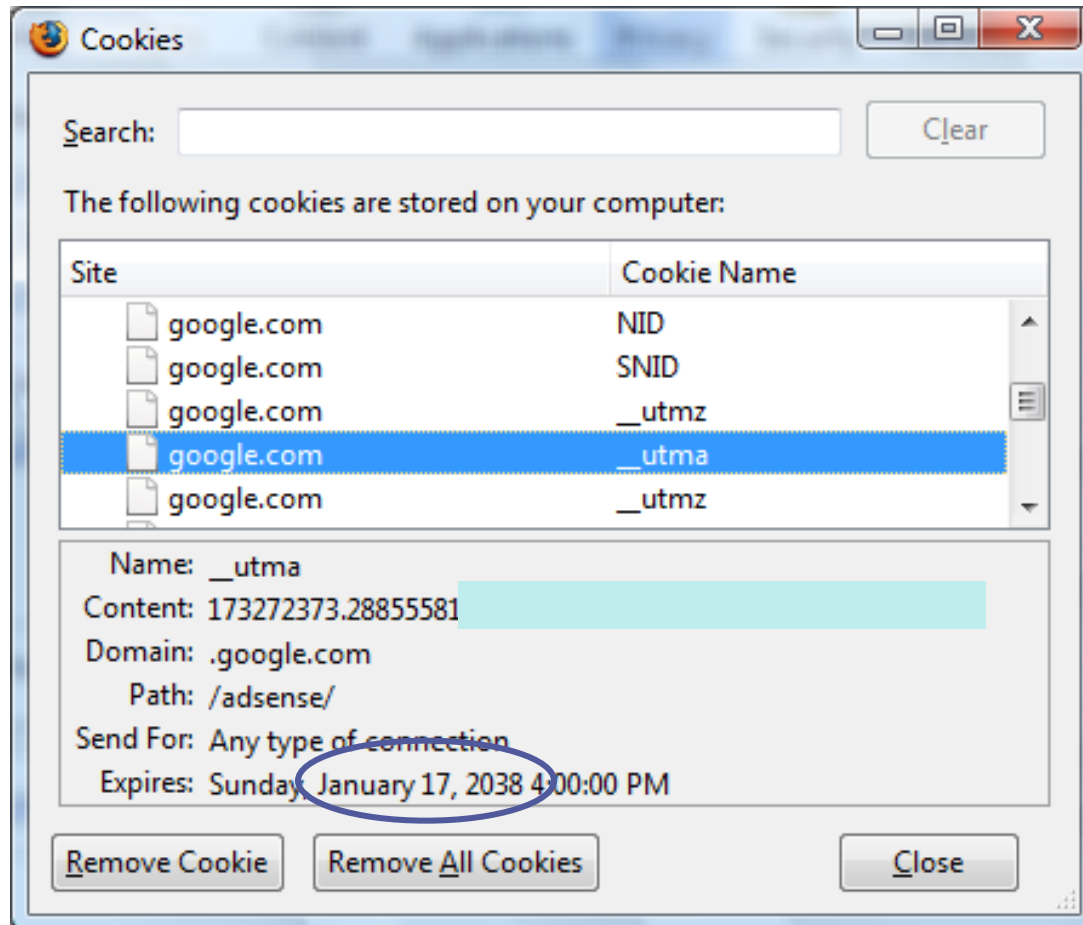 Cookies
Search:
Clear
The following cookies are stored on your computer:
Site Cookie Name
google.com NID
google.com SNID
google.com __utmz
google.com __utma
google.com __utmz
Name: __utma
Content: 173272373.28855581
Domain: .google.com
Path: /adsense/
Send For: Any type of connection
Expires: Sunday, January 17, 2038 4:00:00 PM
Remove Cookie Remove All Cookies Close